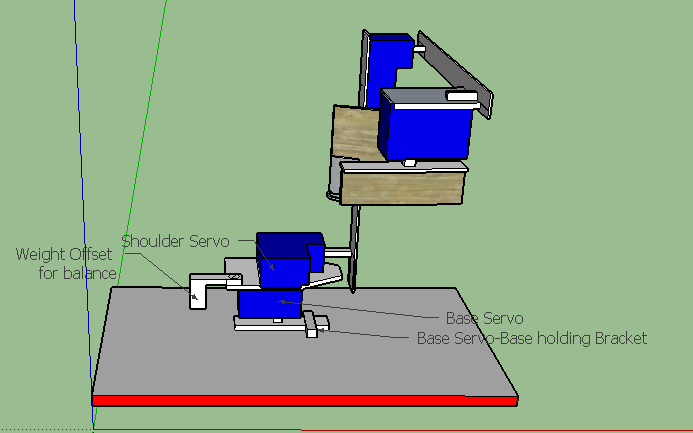 Shoulder Servo
Weight Offset
for balance
Base Servo
Base Servo-Base holding Bracket